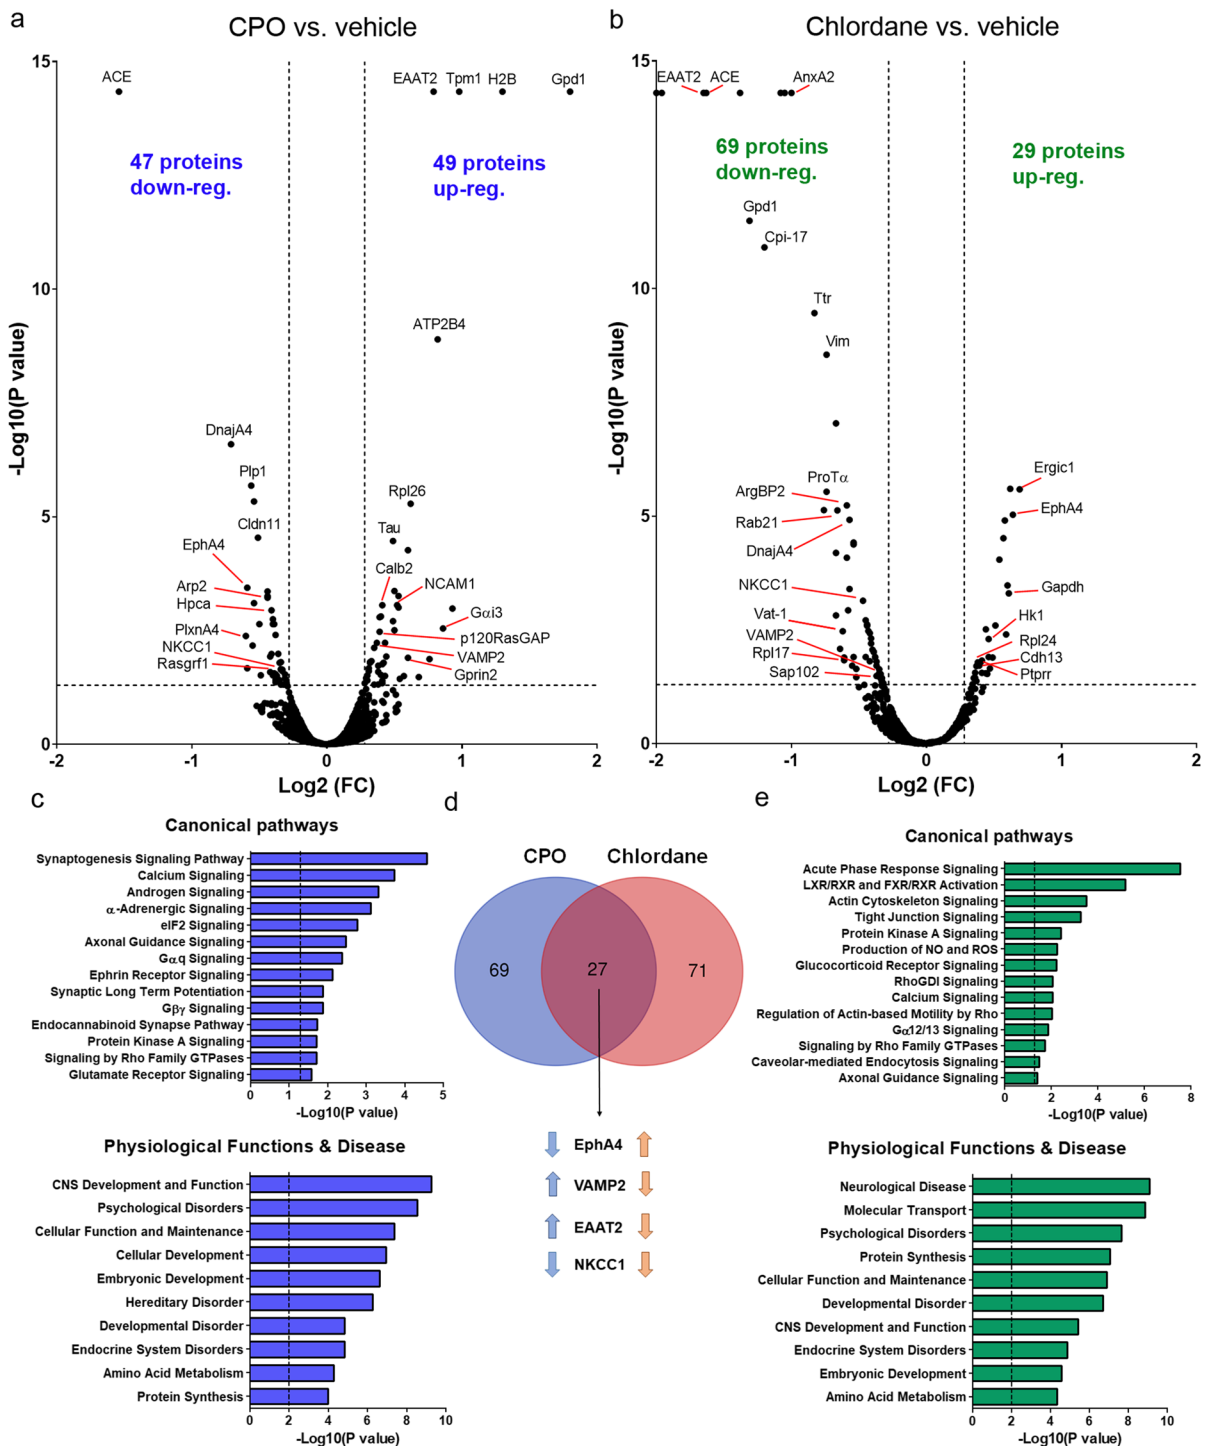 a
CPO vs. vehicle
15
10
5
0
-2
-1
0
1
2
-Log10(P value)
Log2 (FC)
ACE
EAAT2
Tpm1
H2B
Gpd1
47 proteins
down-reg.
49 proteins
up-reg.
ATP2B4
DnajA4
Plp1
Cldn11
EphA4
Arp2
Hpca
PlxnA4
NKCC1
Rasgrf1
Rpl26
Tau
Calb2
NCAM1
Gαi3
p120RasGAP
VAMP2
Gprin2
b
Chlordane vs. vehicle
15
10
5
0
-2
-1
0
1
2
-Log10(P value)
Log2 (FC)
EAAT2
ACE
AnxA2
69 proteins
down-reg.
29 proteins
up-reg.
Gpd1
Cpi-17
Ttr
Vim
ProTα
ArgBP2
Rab21
DnajA4
NKCC1
Vat-1
VAMP2
Rpl17
Sap102
Ergic1
EphA4
Gapdh
Hk1
Rpl24
Cdh13
Ptprr
c
Canonical pathways
Synaptogenesis Signaling Pathway
Calcium Signaling
Androgen Signaling
α-Adrenergic Signaling
eIF2 Signaling
Axonal Guidance Signaling
Gαq Signaling
Ephrin Receptor Signaling
Synaptic Long Term Potentiation
Gβγ Signaling
Endocannabinoid Synapse Pathway
Protein Kinase A Signaling
Signaling by Rho Family GTPases
Glutamate Receptor Signaling
0 1 2 3 4 5
-Log10(P value)
Physiological Functions & Disease
CNS Development and Function
Psychological Disorders
Cellular Function and Maintenance
Cellular Development
Embryonic Development
Hereditary Disorder
Developmental Disorder
Endocrine System Disorders
Amino Acid Metabolism
Protein Synthesis
0 2 4 6 8 10
-Log10(P value)
d
CPO
Chlordane
69
27
71
EphA4
VAMP2
EAAT2
NKCC1
e
Canonical pathways
Acute Phase Response Signaling
LXR/RXR and FXR/RXR Activation
Actin Cytoskeleton Signaling
Tight Junction Signaling
Protein Kinase A Signaling
Production of NO and ROS
Glucocorticoid Receptor Signaling
RhoGDI Signaling
Calcium Signaling
Regulation of Actin-based Motility by Rho
Gα12/13 Signaling
Signaling by Rho Family GTPases
Caveolar-mediated Endocytosis Signaling
Axonal Guidance Signaling
0 2 4 6 8
-Log10(P value)
Physiological Functions & Disease
Neurological Disease
Molecular Transport
Psychological Disorders
Protein Synthesis
Cellular Function and Maintenance
Developmental Disorder
CNS Development and Function
Endocrine System Disorders
Embryonic Development
Amino Acid Metabolism
0 2 4 6 8 10
-Log10(P value)